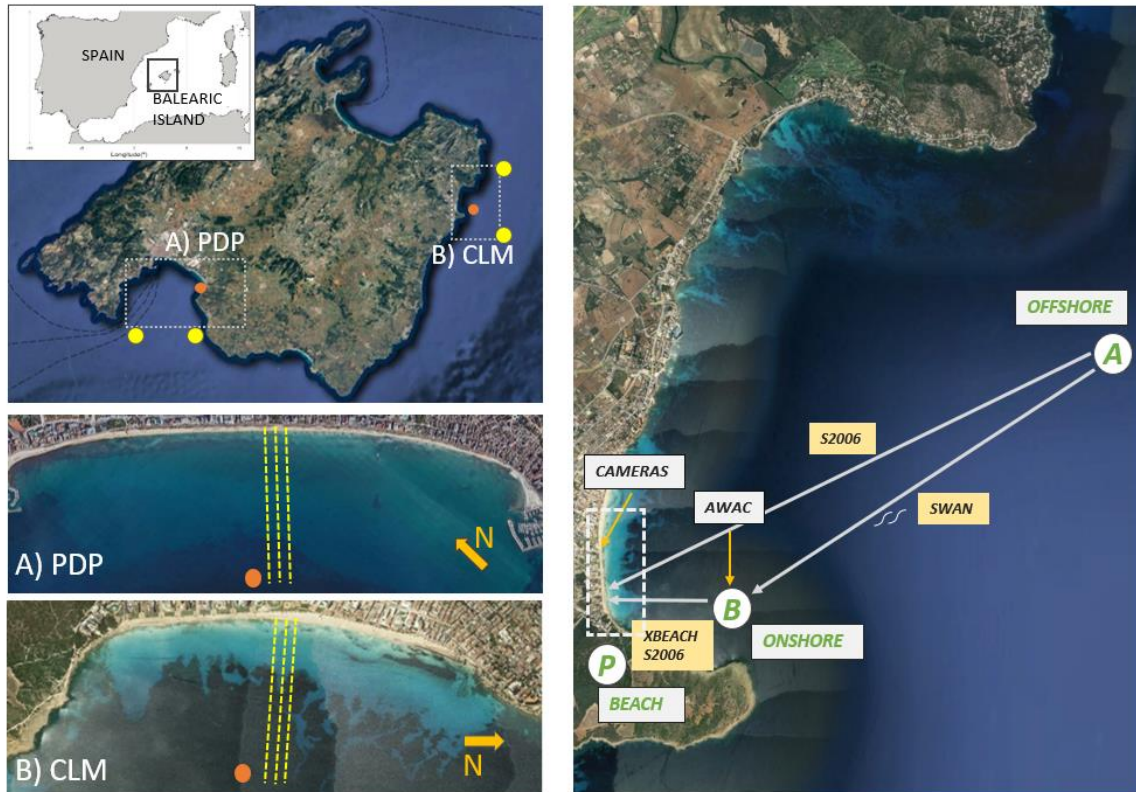 SPAIN
BALEARIC
ISLAND
Longitude(°)
A) PDP
B) CLM
N
A) PDP
N
B) CLM
OFFSHORE
A
S2006
CAMERAS
AWAC
SWAN
B
XBEACH
S2006
ONSHORE
P
BEACH